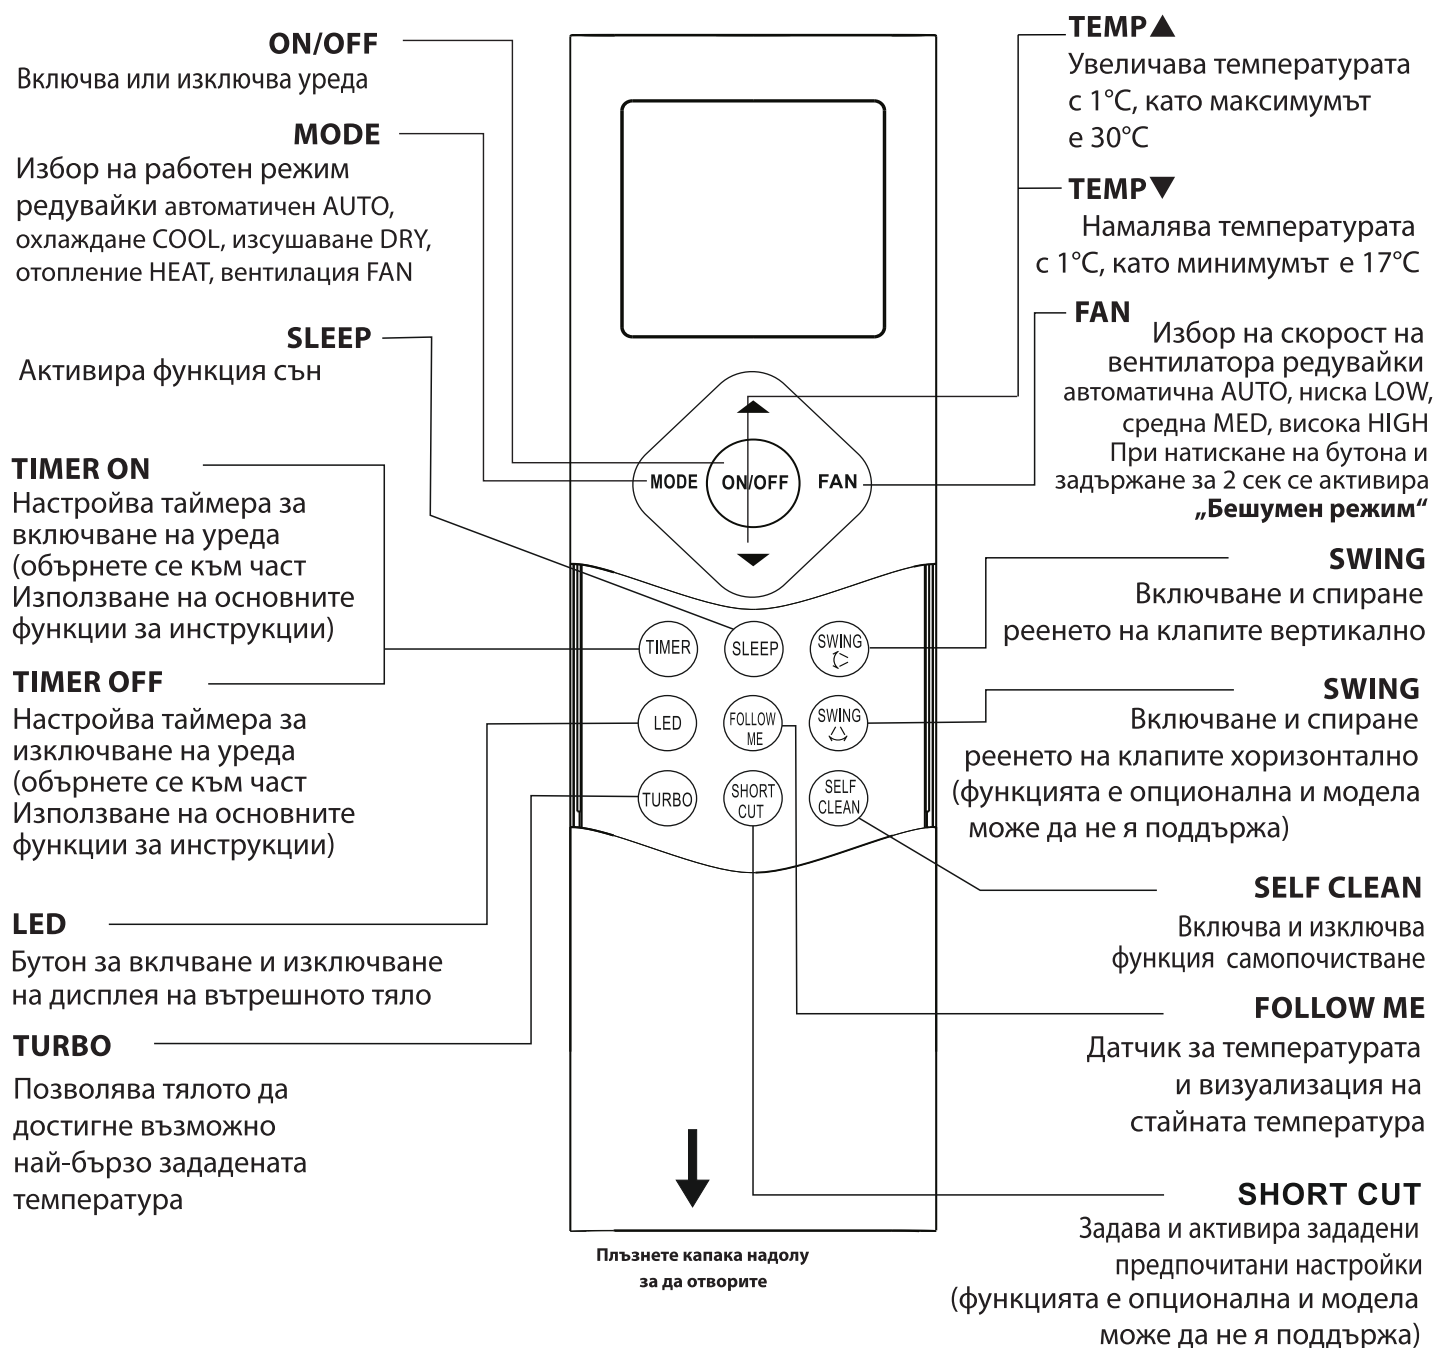 ON/OFF
Включва или изключва уреда
MODE
Избор на работен режим
редувайки автоматичен AUTO,
охлаждане COOL, изсушаване DRY,
отопление HEAT, вентилация FAN
SLEEP
Активира функция сън
TIMER ON
Настройва таймера за
включване на уреда
(обърнете се към част
Използване на основните
функции за инструкции)
TIMER OFF
Настройва таймера за
изключване на уреда
(обърнете се към част
Използване на основните
функции за инструкции)
LED
Бутон за вклчване и изключване
на дисплея на вътрешното тяло
TURBO
Позволява тялото да
достигне възможно
най-бързо зададената
температура
MODE ON/OFF FAN
TIMER SLEEP SWING
LED FOLLOW ME SWING
TURBO SHORT CUT SELF CLEAN
Плъзнете капака надолу
за да отворите
TEMP▲
Увеличава температурата
с 1°C, като максимумът
е 30°C
TEMP▼
Намалява температурата
с 1°C, като минимумът е 17°C
FAN
Избор на скорост на
вентилатора редувайки
автоматична AUTO, ниска LOW,
средна MED, висока HIGH
При натискане на бутона и
задържане за 2 сек се активира
„Бешумен режим“
SWING
Включване и спиране
реенето на клапите вертикално
SWING
Включване и спиране
реенето на клапите хоризонтално
(функцията е опционална и модела
може да не я поддържа)
SELF CLEAN
Включва и изключва
функция самопочистване
FOLLOW ME
Датчик за температурата
и визуализация на
стайната температура
SHORT CUT
Задава и активира зададени
предпочитани настройки
(функцията е опционална и модела
може да не я поддържа)